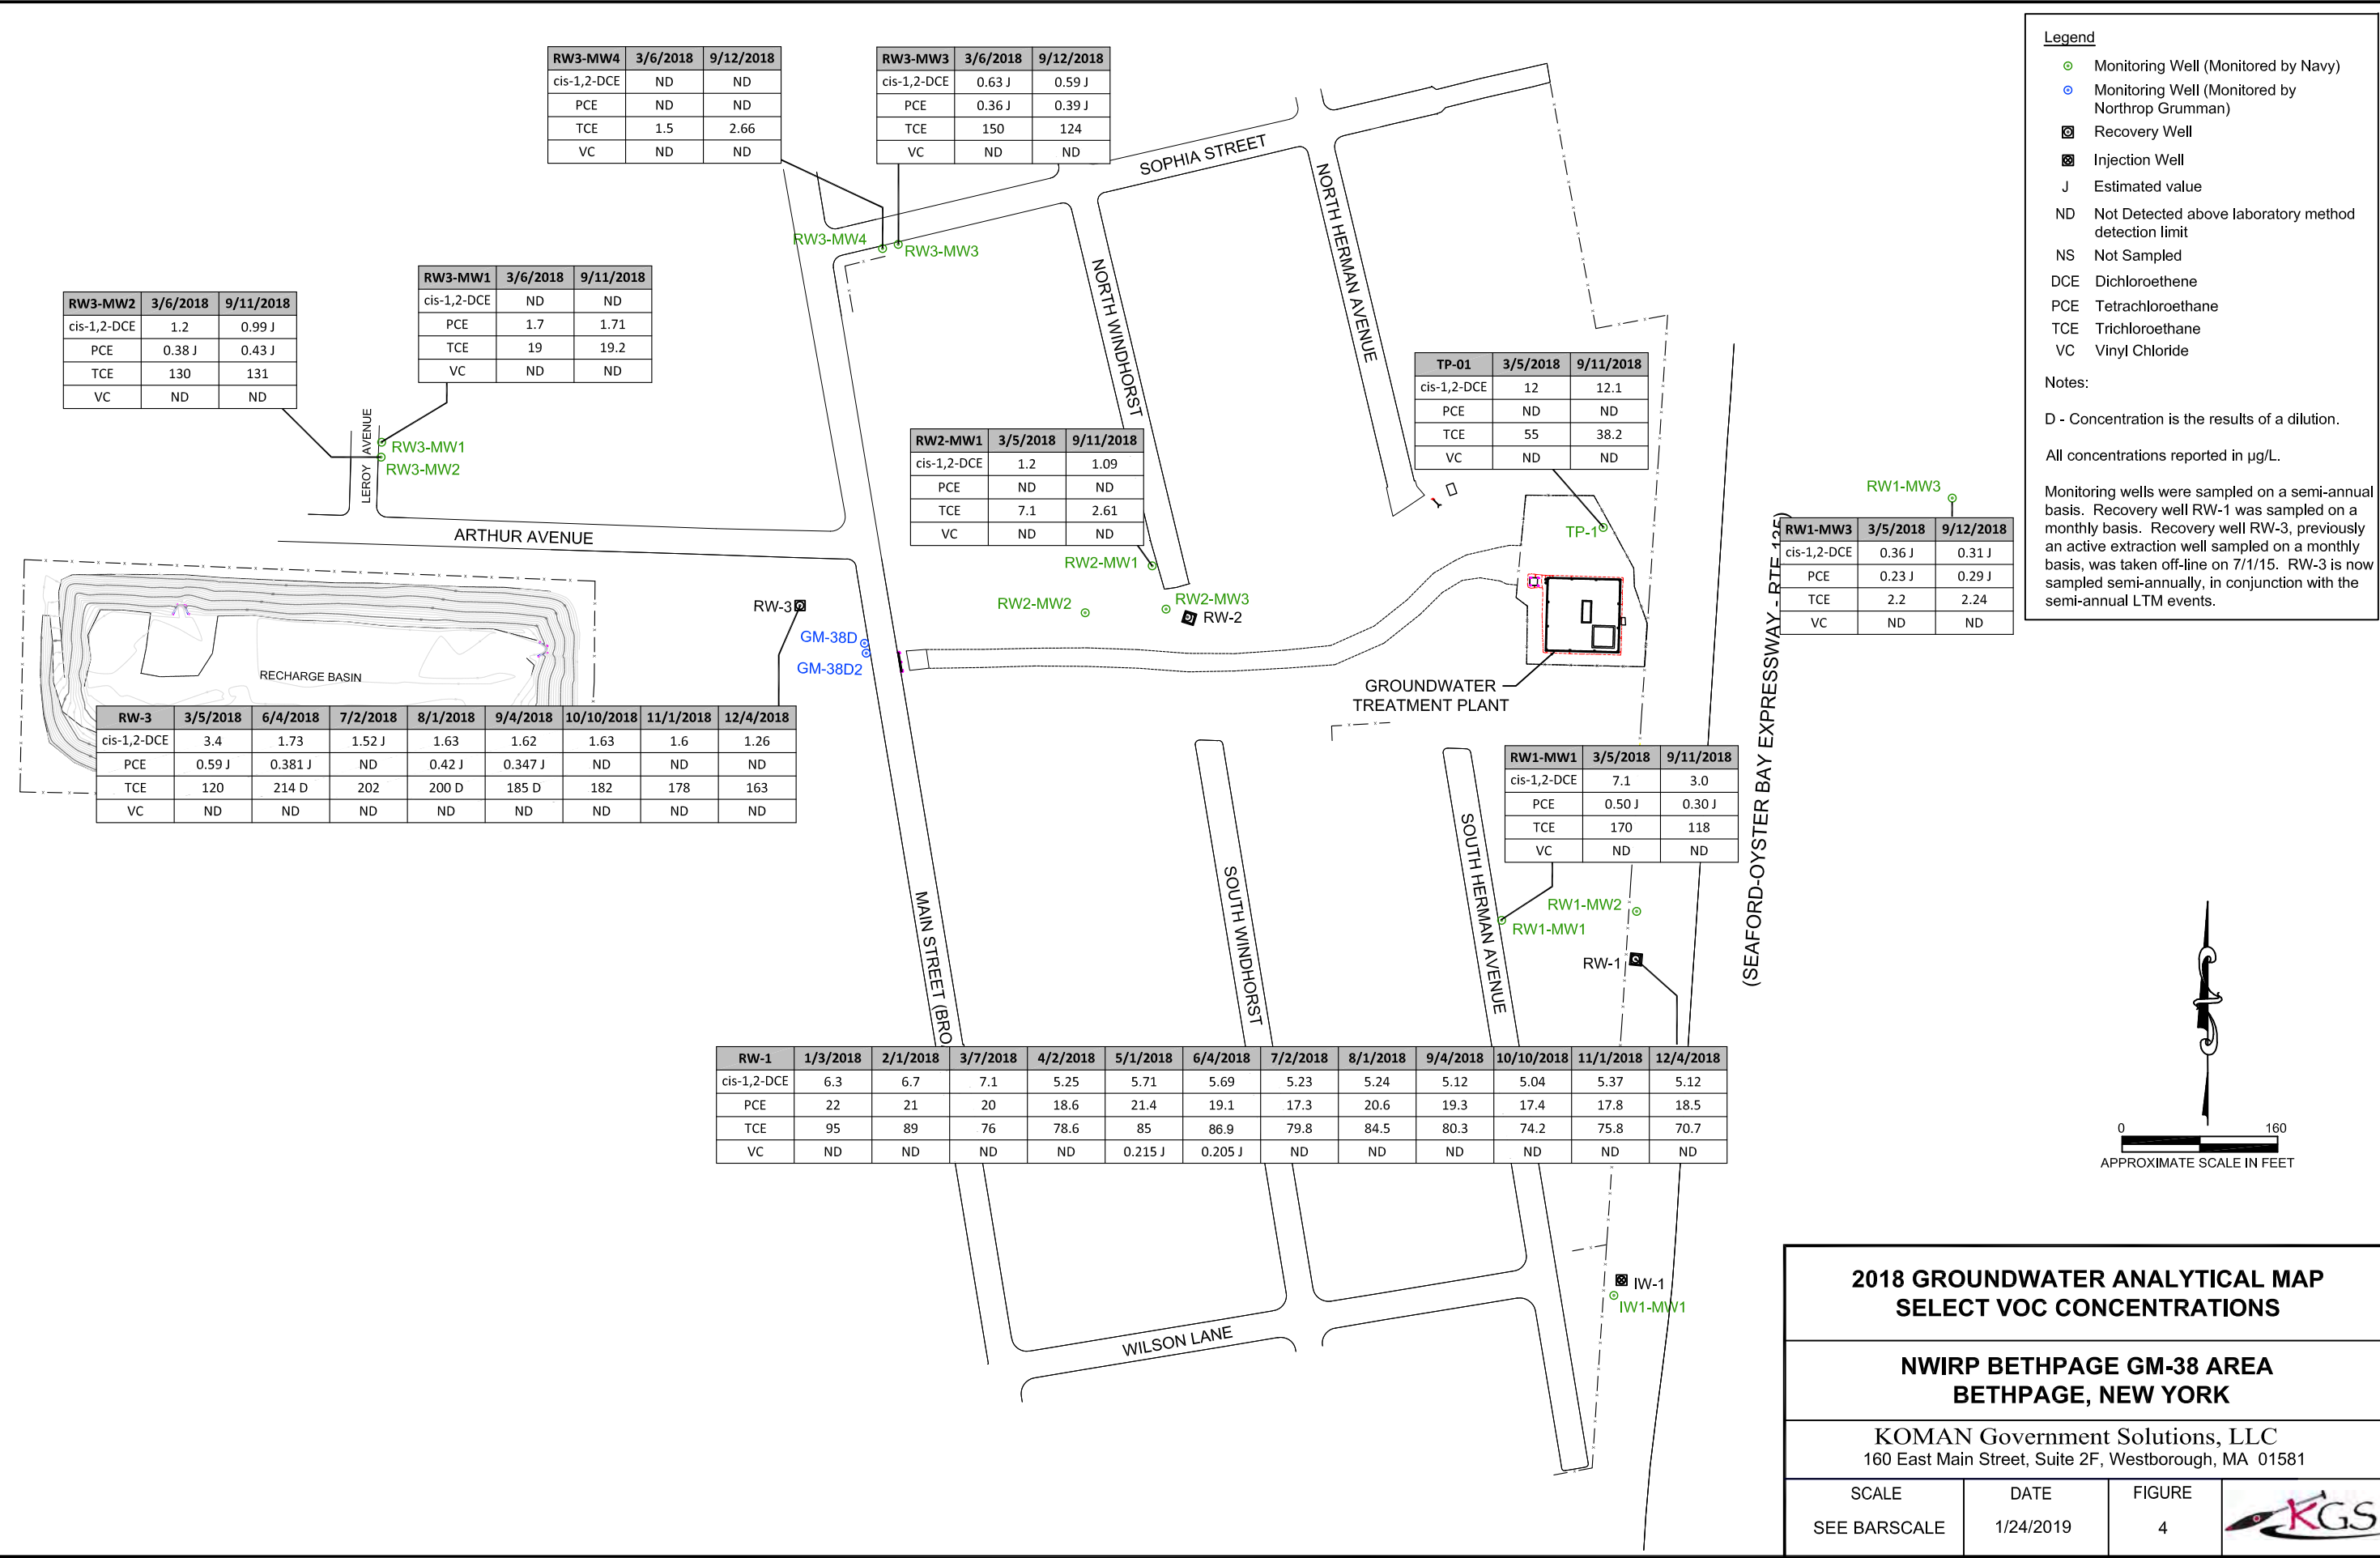 RW3-MW4 3/6/2018 9/12/2018
cis-1,2-DCE ND ND
PCE ND ND
TCE 1.5 2.66
VC ND ND
RW3-MW3 3/6/2018 9/12/2018
cis-1,2-DCE 0.63 J 0.59 J
PCE 0.36 J 0.39 J
TCE 150 124
VC ND ND
SOPHIA STREET
NORTH HERMAN AVENUE
NORTH WINDHORST
RW3-MW4
RW3-MW3
RW3-MW2 3/6/2018 9/11/2018
cis-1,2-DCE 1.2 0.99 J
PCE 0.38 J 0.43 J
TCE 130 131
VC ND ND
RW3-MW1 3/6/2018 9/11/2018
cis-1,2-DCE ND ND
PCE 1.7 1.71
TCE 19 19.2
VC ND ND
LEROY AVENUE
RW3-MW1
RW3-MW2
ARTHUR AVENUE
TP-01 3/5/2018 9/11/2018
cis-1,2-DCE 12 12.1
PCE ND ND
TCE 55 38.2
VC ND ND
TP-1
RW2-MW1 3/5/2018 9/11/2018
cis-1,2-DCE 1.2 1.09
PCE ND ND
TCE 7.1 2.61
VC ND ND
RW2-MW1
RW2-MW2
RW2-MW3
RW-2
RW-3
GM-38D
GM-38D2
RECHARGE BASIN
GROUNDWATER
TREATMENT PLANT
RW1-MW3
RW1-MW3 3/5/2018 9/12/2018
cis-1,2-DCE 0.36 J 0.31 J
PCE 0.23 J 0.29 J
TCE 2.2 2.24
VC ND ND
(SEAFORD-OYSTER BAY EXPRESSWAY - RTE 135)
RW-3 3/5/2018 6/4/2018 7/2/2018 8/1/2018 9/4/2018 10/10/2018 11/1/2018 12/4/2018
cis-1,2-DCE 3.4 1.73 1.52 J 1.63 1.62 1.63 1.6 1.26
PCE 0.59 J 0.381 J ND 0.42 J 0.347 J ND ND ND
TCE 120 214 D 202 200 D 185 D 182 178 163
VC ND ND ND ND ND ND ND ND
RW1-MW1 3/5/2018 9/11/2018
cis-1,2-DCE 7.1 3.0
PCE 0.50 J 0.30 J
TCE 170 118
VC ND ND
MAIN STREET (BRO
SOUTH WINDHORST
SOUTH HERMAN AVENUE
RW1-MW2
RW1-MW1
RW-1
RW-1 1/3/2018 2/1/2018 3/7/2018 4/2/2018 5/1/2018 6/4/2018 7/2/2018 8/1/2018 9/4/2018 10/10/2018 11/1/2018 12/4/2018
cis-1,2-DCE 6.3 6.7 7.1 5.25 5.71 5.69 5.23 5.24 5.12 5.04 5.37 5.12
PCE 22 21 20 18.6 21.4 19.1 17.3 20.6 19.3 17.4 17.8 18.5
TCE 95 89 76 78.6 85 86.9 79.8 84.5 80.3 74.2 75.8 70.7
VC ND ND ND ND 0.215 J 0.205 J ND ND ND ND ND ND
WILSON LANE
IW-1
IW1-MW1
Legend
Monitoring Well (Monitored by Navy)
Monitoring Well (Monitored by
Northrop Grumman)
Recovery Well
Injection Well
J Estimated value
ND Not Detected above laboratory method
detection limit
NS Not Sampled
DCE Dichloroethene
PCE Tetrachloroethane
TCE Trichloroethane
VC Vinyl Chloride
Notes:
D - Concentration is the results of a dilution.
All concentrations reported in µg/L.
Monitoring wells were sampled on a semi-annual
basis. Recovery well RW-1 was sampled on a
monthly basis. Recovery well RW-3, previously
an active extraction well sampled on a monthly
basis, was taken off-line on 7/1/15. RW-3 is now
sampled semi-annually, in conjunction with the
semi-annual LTM events.
0 160
APPROXIMATE SCALE IN FEET
2018 GROUNDWATER ANALYTICAL MAP
SELECT VOC CONCENTRATIONS
NWIRP BETHPAGE GM-38 AREA
BETHPAGE, NEW YORK
KOMAN Government Solutions, LLC
160 East Main Street, Suite 2F, Westborough, MA 01581
SCALE
SEE BARSCALE
DATE
1/24/2019
FIGURE
4
KGS